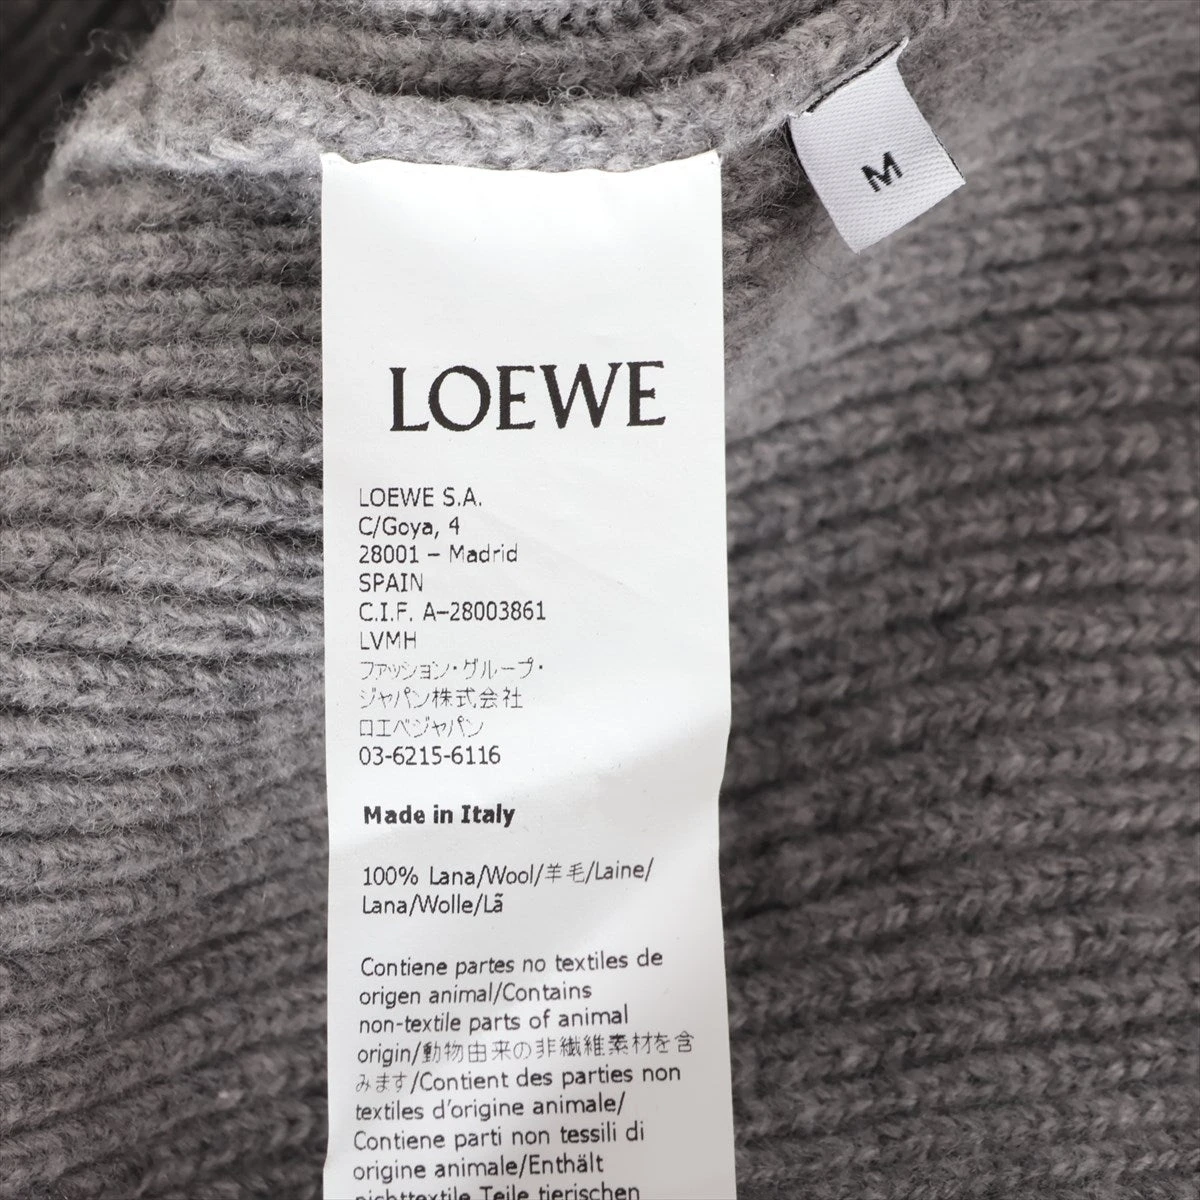 M
LOEWE
LOEWE S.A.
C/Goya, 4
28001 – Madrid
SPAIN
C.I.F. A–28003861
LVMH
ファッション・グループ・
ジャパン株式会社
ロエベジャパン
03-6215-6116
Made in Italy
100% Lana/Wool/羊毛/Laine/
Lana/Wolle/Lã
Contiene partes no textiles de
origen animal/Contains
non-textile parts of animal
origin/動物由来の非繊維素材を含
みます/Contient des parties non
textiles d'origine animale/
Contiene parti non tessili di
origine animale/Enthält
nichttextile Teile tierischen